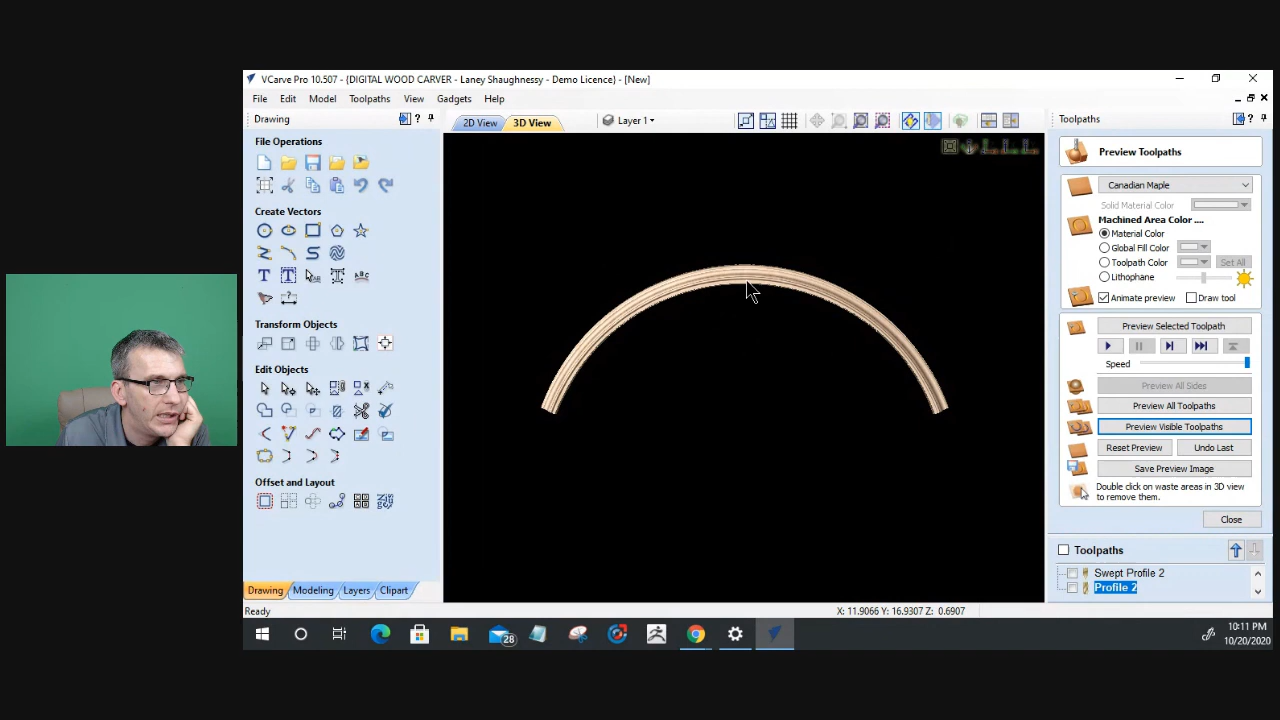 VCarve Pro 10.507 - {DIGITAL WOOD CARVER - Laney Shaughnessy - Demo Licence} - [New]
File Edit Model Toolpaths View Gadgets Help
Drawing
2D View 3D View Layer 1
Toolpaths
File Operations
Create Vectors
Transform Objects
Edit Objects
Offset and Layout
Drawing Modeling Layers Clipart
Preview Toolpaths
Canadian Maple
Solid Material Color
Machined Area Color ....
Material Color
Global Fill Color
Toolpath Color Set All
Lithophane
Animate preview Draw tool
Preview Selected Toolpath
Speed
Preview All Sides
Preview All Toolpaths
Preview Visible Toolpaths
Reset Preview Undo Last
Save Preview Image
Double click on waste areas in 3D view
to remove them.
Close
Toolpaths
Swept Profile 2
Profile 2
Ready X: 11.9066 Y: 16.9307 Z: 0.6907
28
10:11 PM
10/20/2020